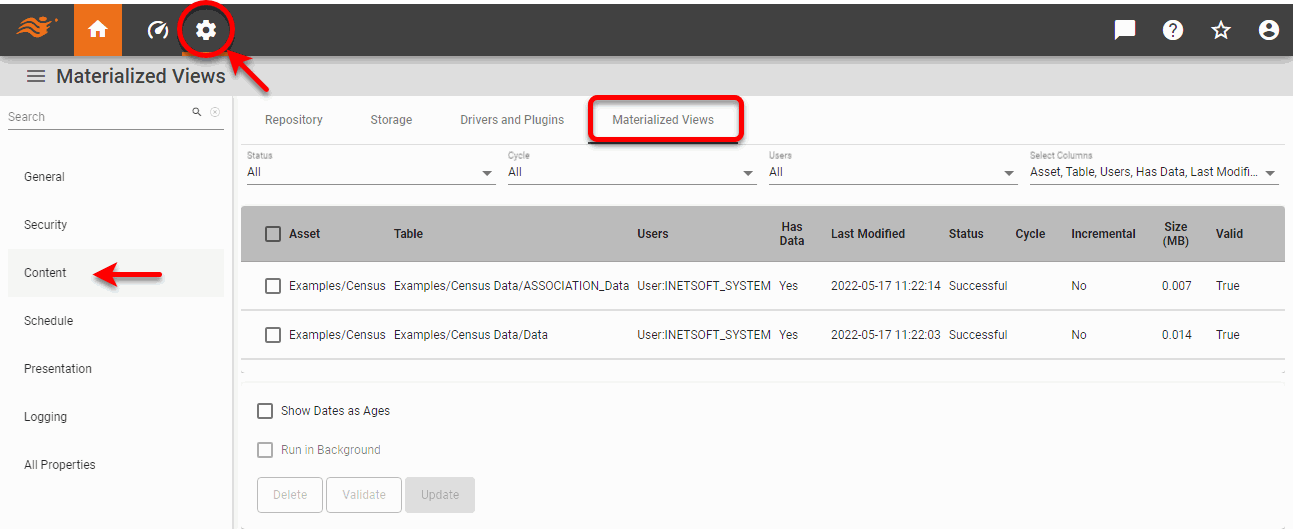 Materialized Views
Search
General
Security
Content
Schedule
Presentation
Logging
All Properties
Repository Storage Drivers and Plugins Materialized Views
Status Cycle Users Select Columns
All All All Asset, Table, Users, Has Data, Last Modifi...
Asset Table Users Has Data Last Modified Status Cycle Incremental Size (MB) Valid
Examples/Census Examples/Census Data/ASSOCIATION_Data User:INETSOFT_SYSTEM Yes 2022-05-17 11:22:14 Successful No 0.007 True
Examples/Census Examples/Census Data/Data User:INETSOFT_SYSTEM Yes 2022-05-17 11:22:03 Successful No 0.014 True
Show Dates as Ages
Run in Background
Delete Validate Update